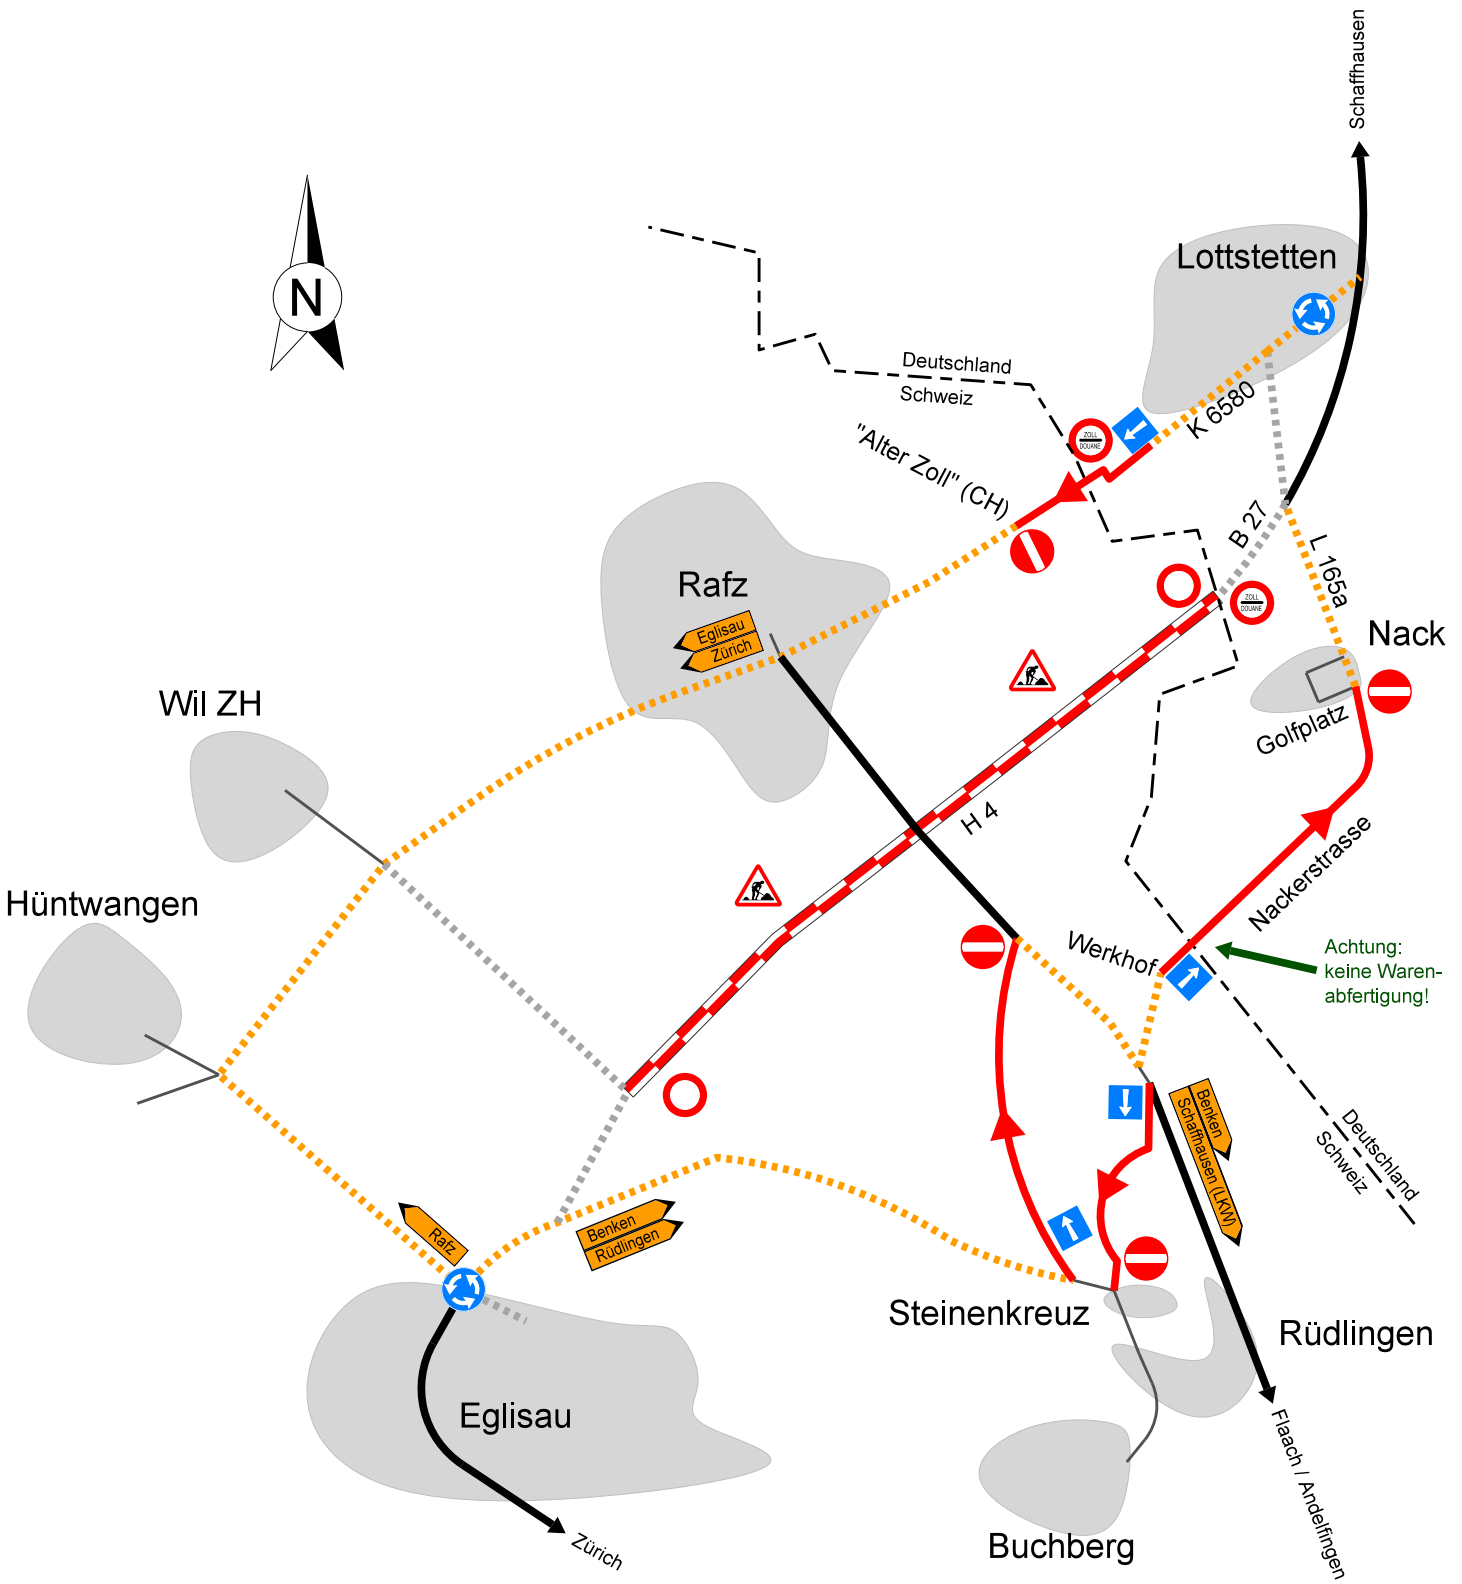 Schaffhausen
Lottstetten
N
Deutschland
Schweiz
K 6580
ZOLL
DOUANE
"Alter Zoll" (CH)
B 27
L 165a
Rafz
ZOLL
DOUANE
Eglisau
Zürich
Nack
Golfplatz
Wil ZH
H 4
Nackerstrasse
Hüntwangen
Werkhof
Achtung:
keine Waren-
abfertigung!
Benken
Schaffhausen (LKW)
Deutschland
Schweiz
Rafz
Benken
Rüdlingen
Steinenkreuz
Rüdlingen
Eglisau
Flaach / Andelfingen
Buchberg
Zürich